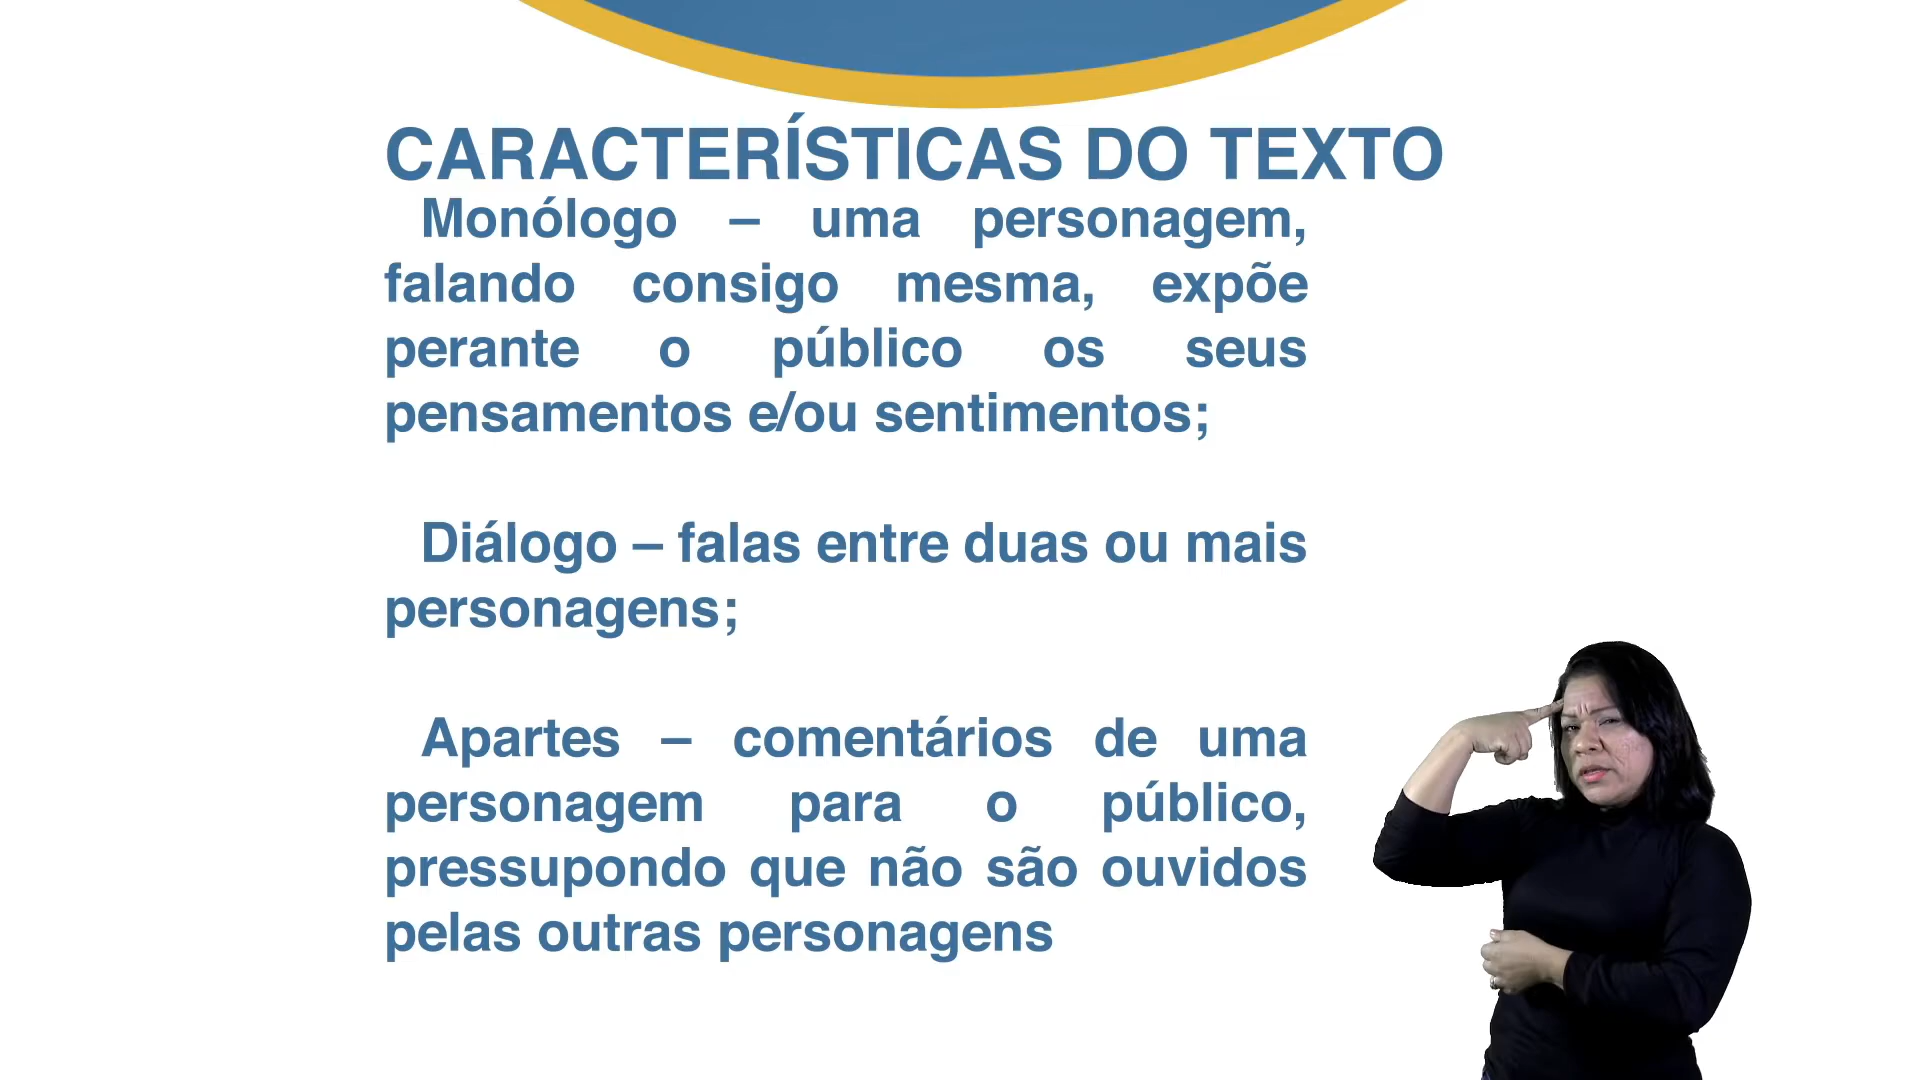 CARACTERÍSTICAS DO TEXTO
Monólogo – uma personagem,
falando consigo mesma, expõe
perante o público os seus
pensamentos e/ou sentimentos;
Diálogo – falas entre duas ou mais
personagens;
Apartes – comentários de uma
personagem para o público,
pressupondo que não são ouvidos
pelas outras personagens